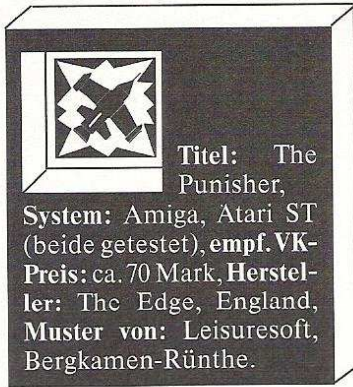 Titel: The
Punisher,
System: Amiga, Atari ST
(beide getestet), empf. VK-
Preis: ca. 70 Mark, Herstel-
ler: The Edge, England,
Muster von: Leisuresoft,
Bergkamen-Rünthe.